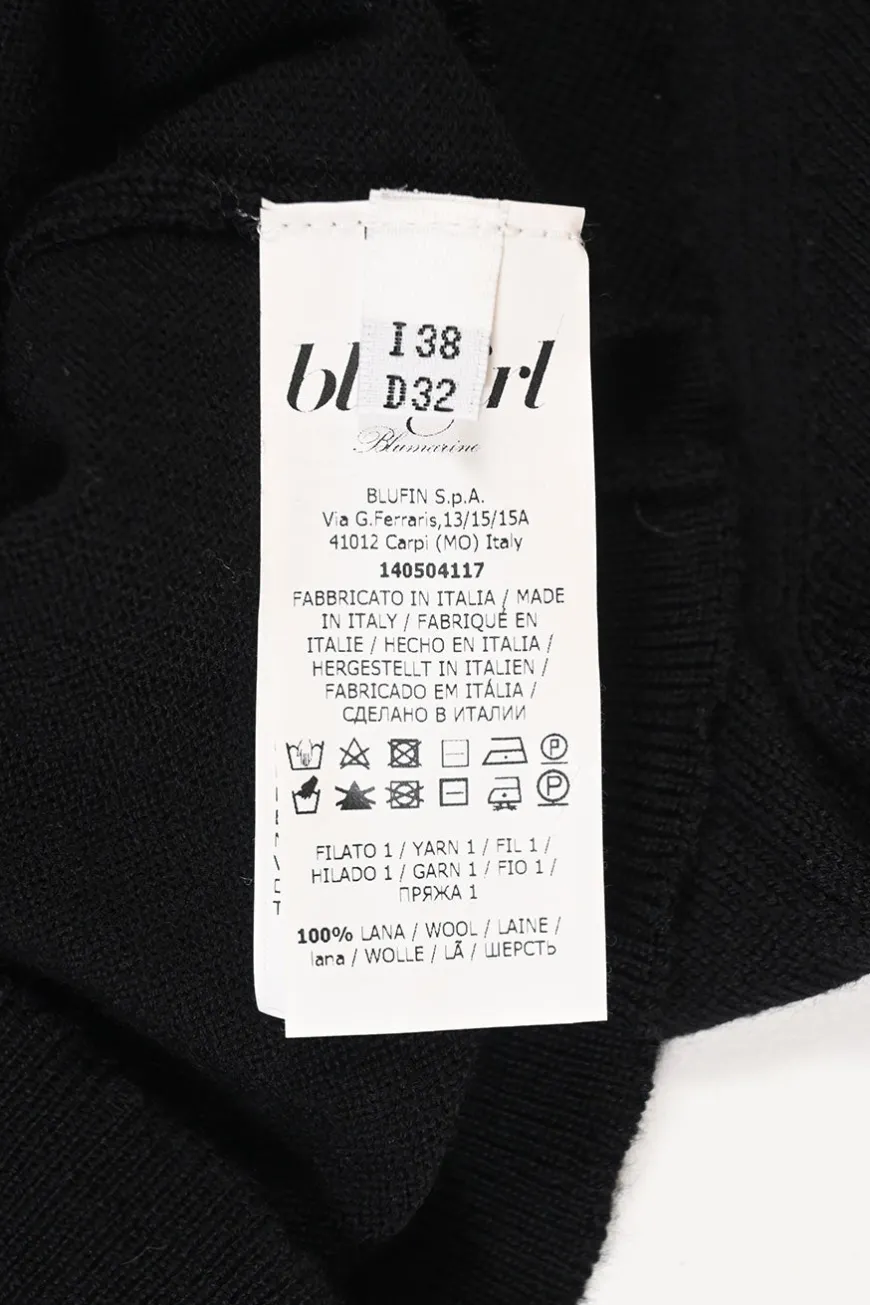 I 38
D32
Blumarine
BLUFIN S.p.A.
Via G.Ferraris,13/15/15A
41012 Carpi (MO) Italy
140504117
FABBRICATO IN ITALIA / MADE
IN ITALY / FABRIQUÉ EN
ITALIE / HECHO EN ITALIA /
HERGESTELLT IN ITALIEN /
FABRICADO EM ITÁLIA /
СДЕЛАНО В ИТАЛИИ
P
P
FILATO 1 / YARN 1 / FIL 1 /
HILADO 1 / GARN 1 / FIO 1 /
ПРЯЖА 1
100% LANA / WOOL / LAINE /
lana / WOLLE / LÃ / ШЕРСТЬ